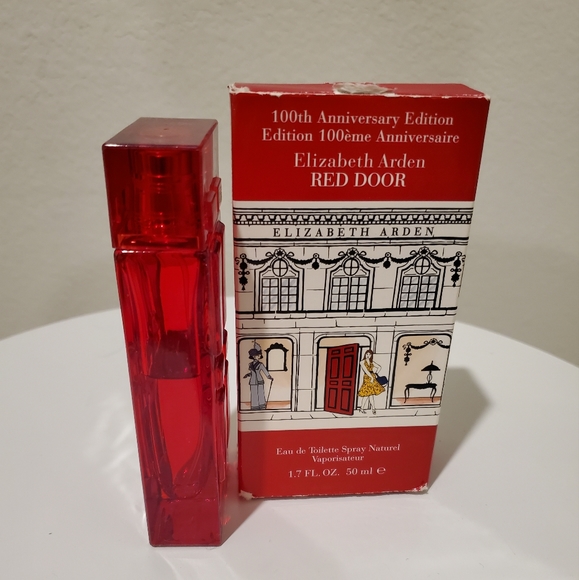 100th Anniversary Edition
Edition 100ème Anniversaire
Elizabeth Arden
RED DOOR
ELIZABETH ARDEN
Eau de Toilette Spray Naturel
Vaporisateur
1.7 FL. OZ. 50 ml ℮